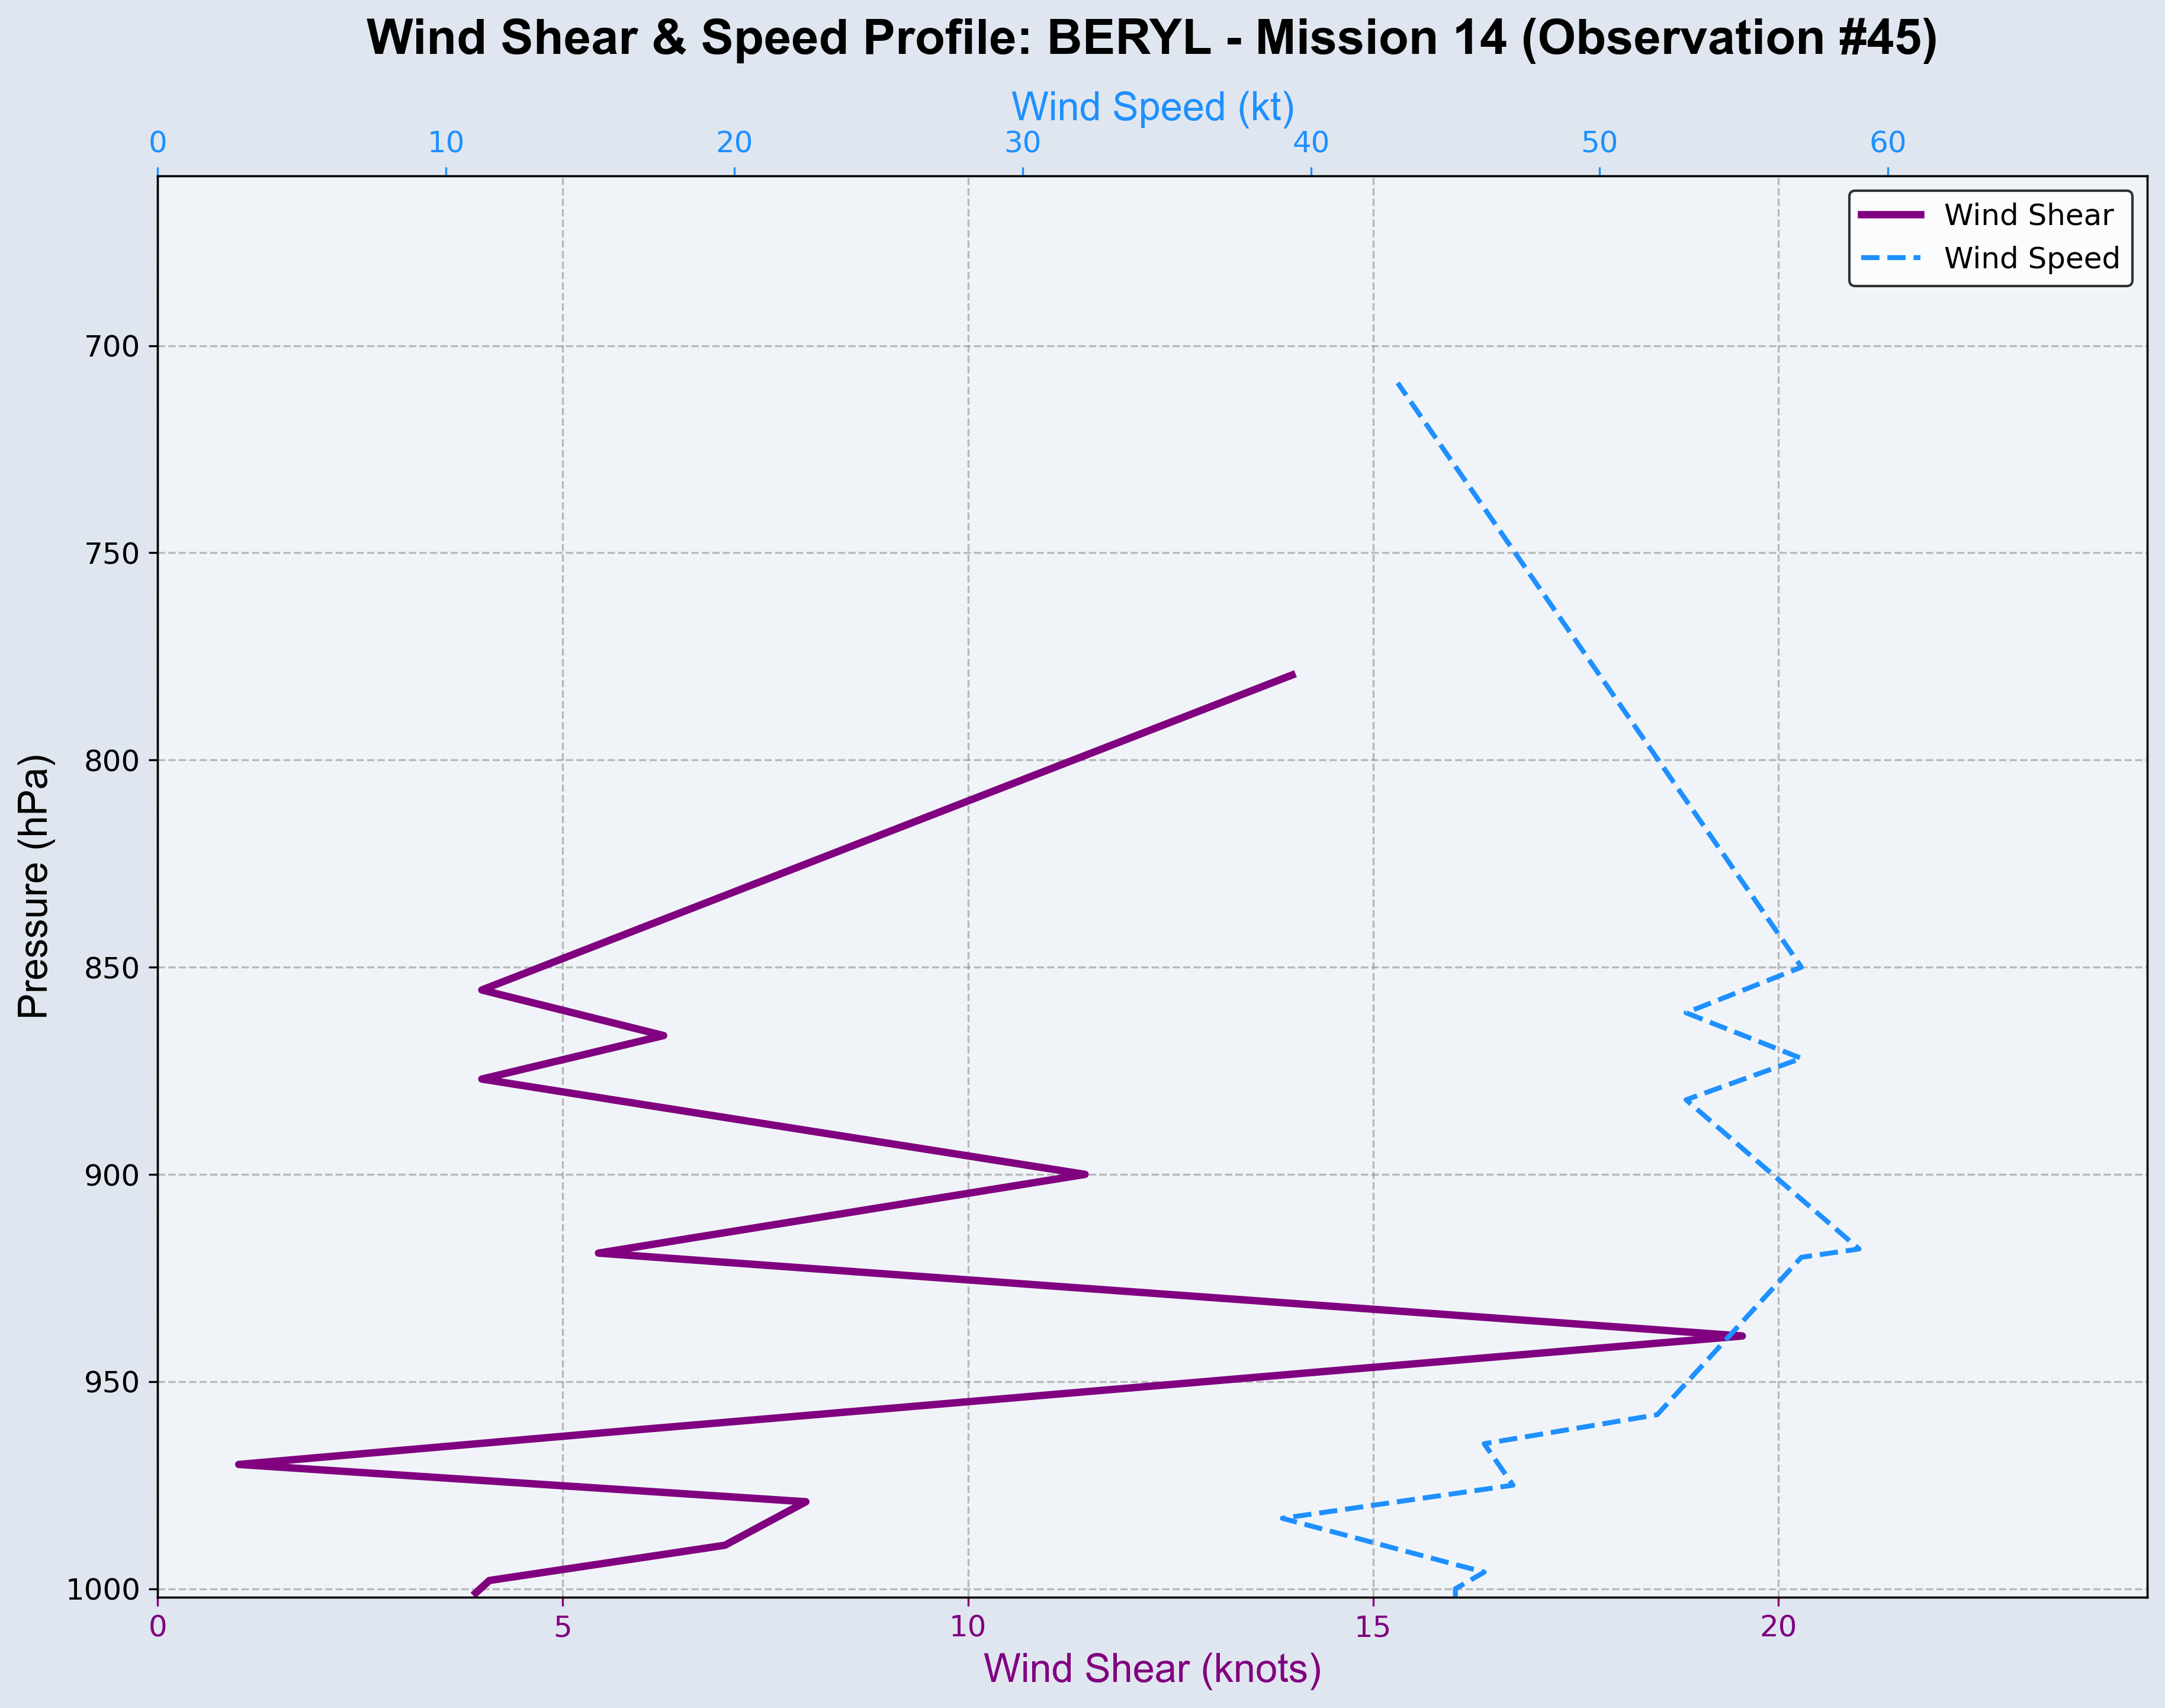 Wind Shear & Speed Profile: BERYL - Mission 14 (Observation #45)
Wind Speed (kt)
0 10 20 30 40 50 60
Wind Shear
Wind Speed
700
750
800
850
900
950
1000
Pressure (hPa)
0 5 10 15 20
Wind Shear (knots)